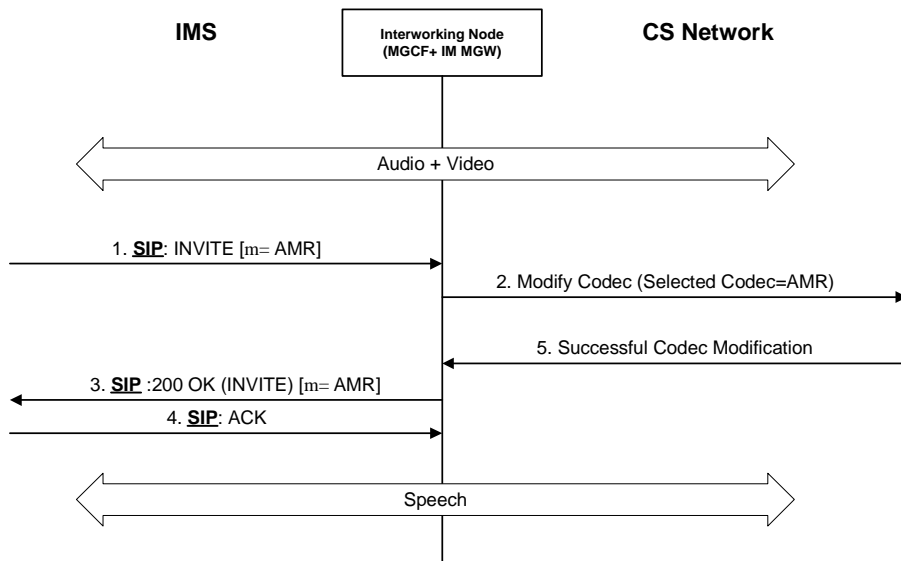 IMS
Interworking Node
(MGCF+ IM MGW)
CS Network
Audio + Video
1. SIP: INVITE [m= AMR]
2. Modify Codec (Selected Codec=AMR)
5. Successful Codec Modification
3. SIP :200 OK (INVITE) [m= AMR]
4. SIP: ACK
Speech